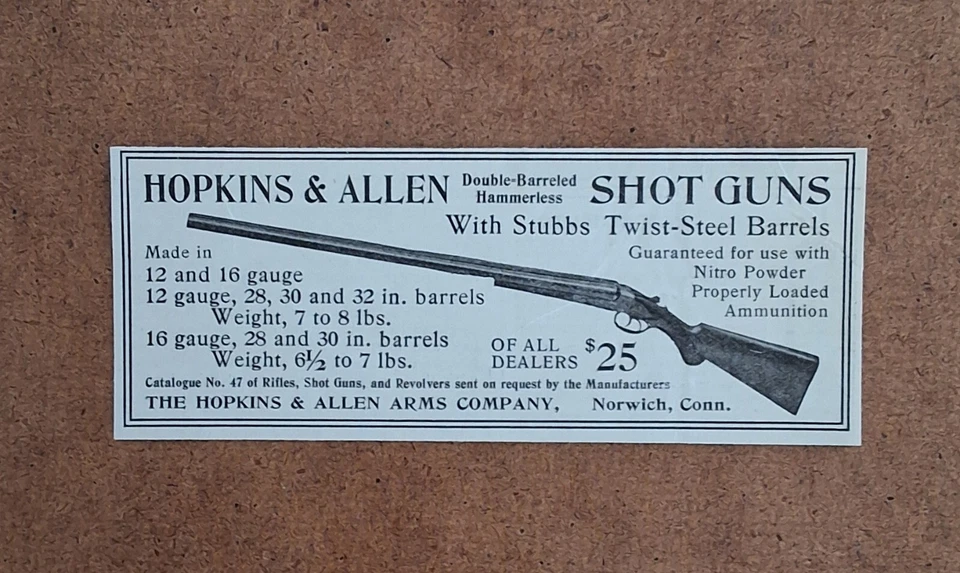 HOPKINS & ALLEN Double-Barreled Hammerless SHOT GUNS
With Stubbs Twist-Steel Barrels
Made in
12 and 16 gauge
12 gauge, 28, 30 and 32 in. barrels
Weight, 7 to 8 lbs.
16 gauge, 28 and 30 in. barrels
Weight, 6½ to 7 lbs.
Guaranteed for use with
Nitro Powder
Properly Loaded
Ammunition
OF ALL
DEALERS $25
Catalogue No. 47 of Rifles, Shot Guns, and Revolvers sent on request by the Manufacturers
THE HOPKINS & ALLEN ARMS COMPANY, Norwich, Conn.